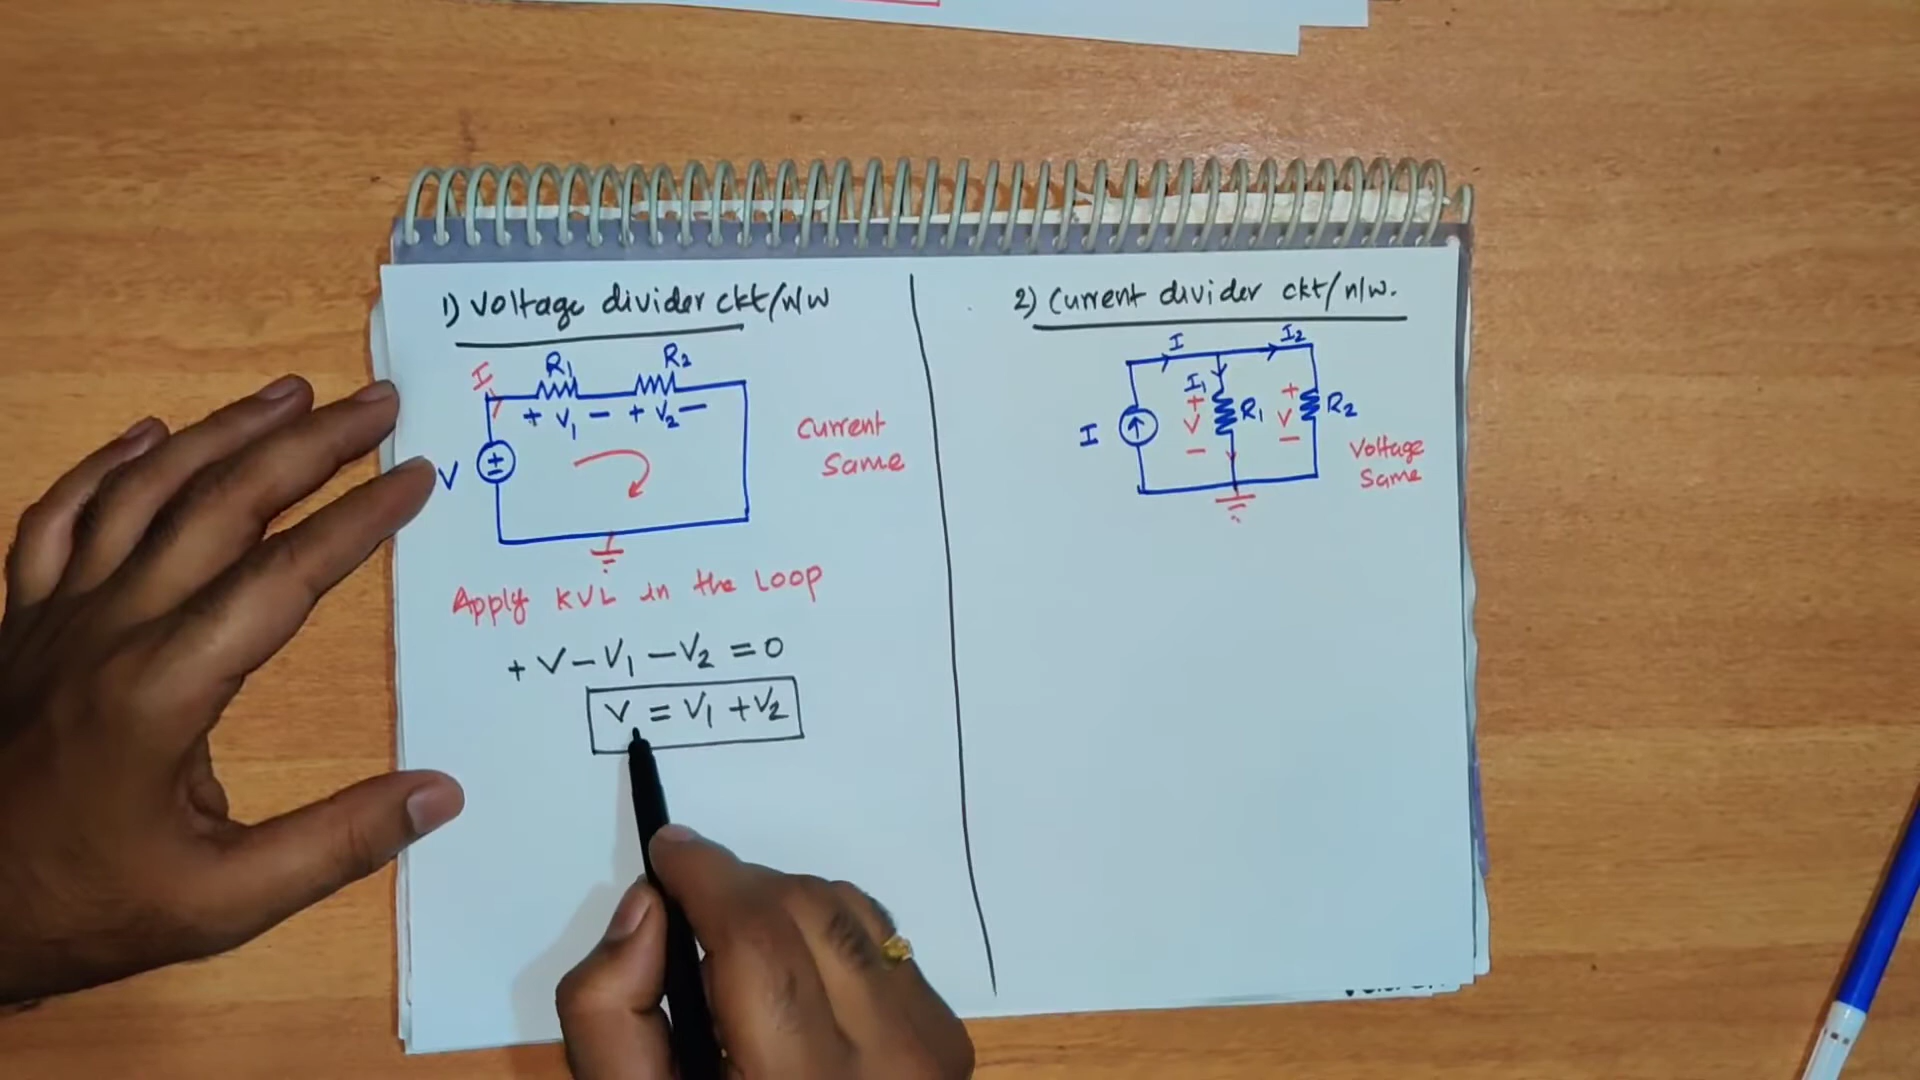 1) Voltage divider ckt/n/w
I
R1
R2
+ V1 − + V2 −
V
±
Current
Same
Apply KVL in the Loop
+ V − V1 − V2 = 0
V = V1 + V2
2) Current divider ckt/n/w.
I
I2
I1
I
+
V
−
R1
+
V
−
R2
Voltage
Same